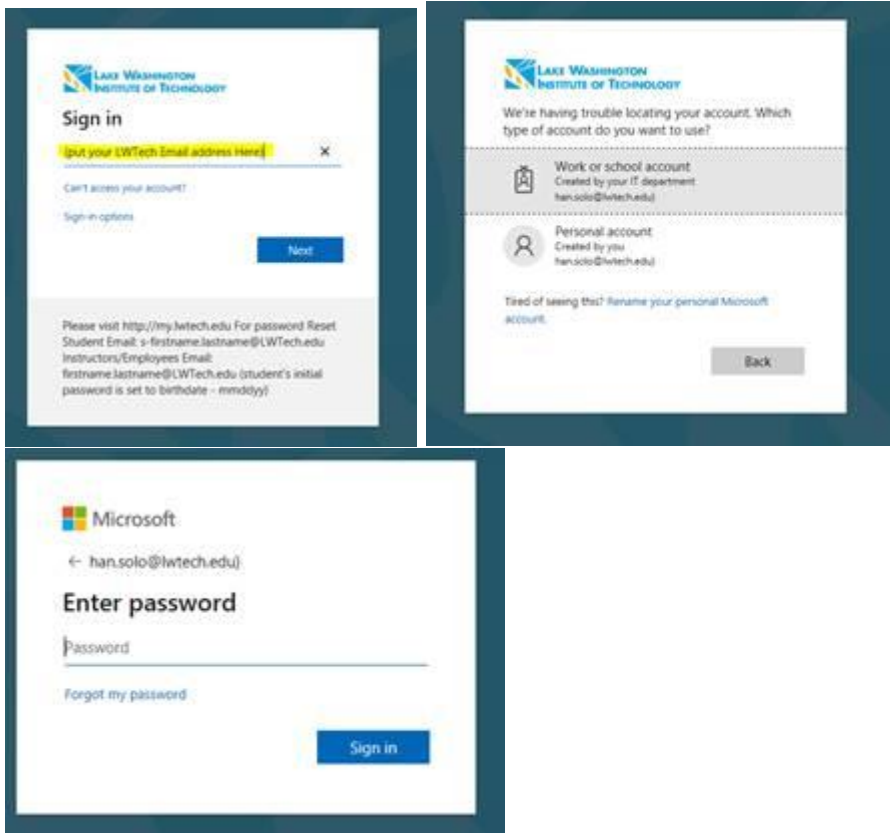 LAKE WASHINGTON
INSTITUTE OF TECHNOLOGY
Sign in
(put your LWTech Email address Here)
Can't access your account?
Sign-in options
Next
Please visit http://my.lwtech.edu For password Reset
Student Email: s-firstname.lastname@LWTech.edu
Instructors/Employees Email:
firstname.lastname@LWTech.edu (student's initial
password is set to birthdate - mmddyy)
LAKE WASHINGTON
INSTITUTE OF TECHNOLOGY
We're having trouble locating your account. Which
type of account do you want to use?
Work or school account
Created by your IT department
han.solo@lwtech.edu)
Personal account
Created by you
han.solo@lwtech.edu)
Tired of seeing this? Rename your personal Microsoft
account.
Back
Microsoft
← han.solo@lwtech.edu)
Enter password
Password
Forgot my password
Sign in